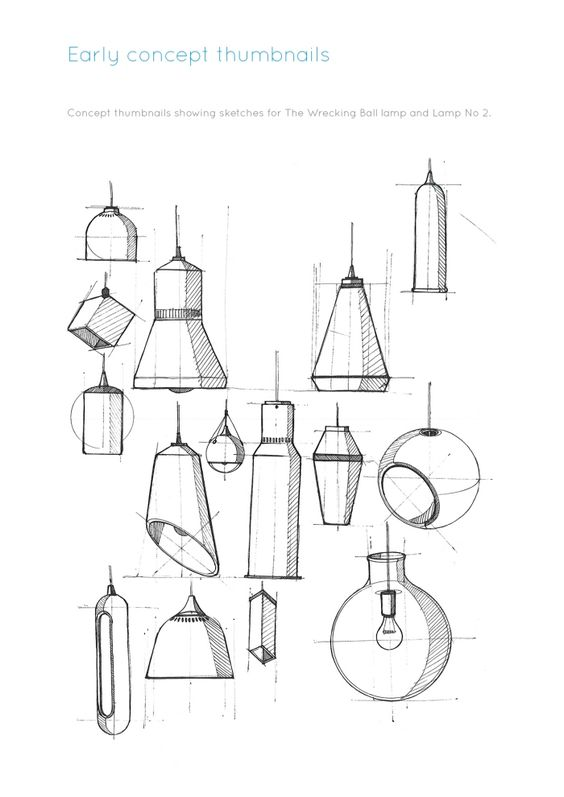 Early concept thumbnails
Concept thumbnails showing sketches for The Wrecking Ball lamp and Lamp No 2.